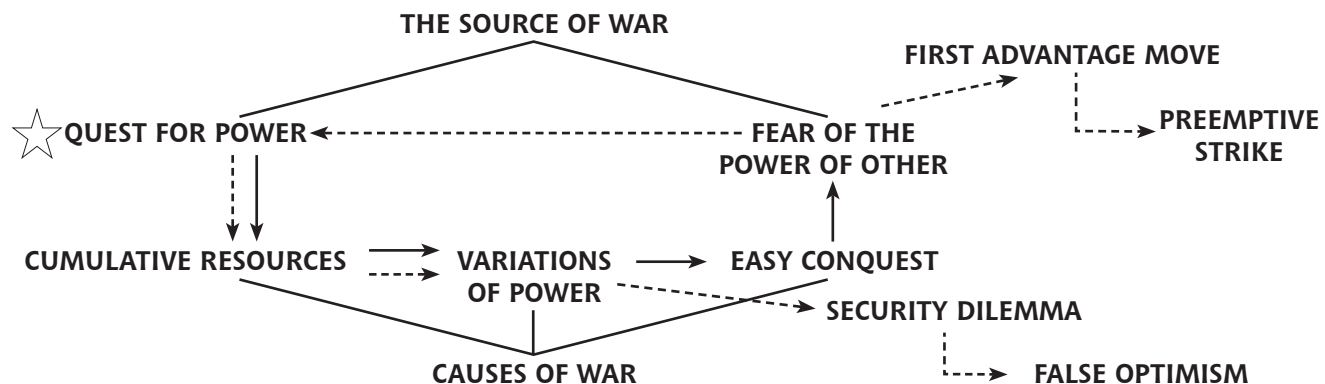 THE SOURCE OF WAR
FIRST ADVANTAGE MOVE
QUEST FOR POWER
FEAR OF THE
POWER OF OTHER
PREEMPTIVE
STRIKE
CUMULATIVE RESOURCES
VARIATIONS
OF POWER
EASY CONQUEST
SECURITY DILEMMA
CAUSES OF WAR
FALSE OPTIMISM